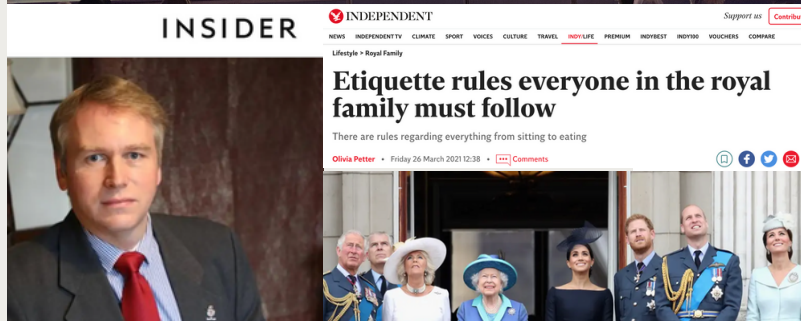 INSIDER
INDEPENDENT
Support us
Contribu
NEWS INDEPENDENT TV CLIMATE SPORT VOICES CULTURE TRAVEL INDY/LIFE PREMIUM INDYBEST INDY100 VOUCHERS COMPARE
Lifestyle > Royal Family
Etiquette rules everyone in the royal
family must follow
There are rules regarding everything from sitting to eating
Olivia Petter • Friday 26 March 2021 12:38 • Comments